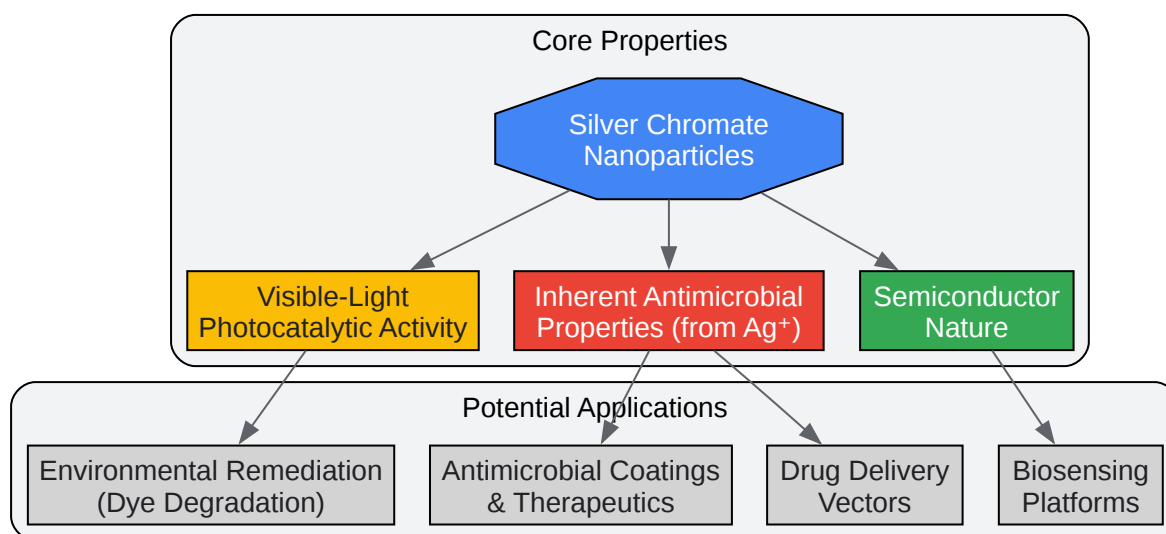 Core Properties
Silver Chromate
Nanoparticles
Visible-Light
Photocatalytic Activity
Inherent Antimicrobial
Properties (from Ag⁺)
Semiconductor
Nature
Potential Applications
Environmental Remediation
(Dye Degradation)
Antimicrobial Coatings
& Therapeutics
Drug Delivery
Vectors
Biosensing
Platforms